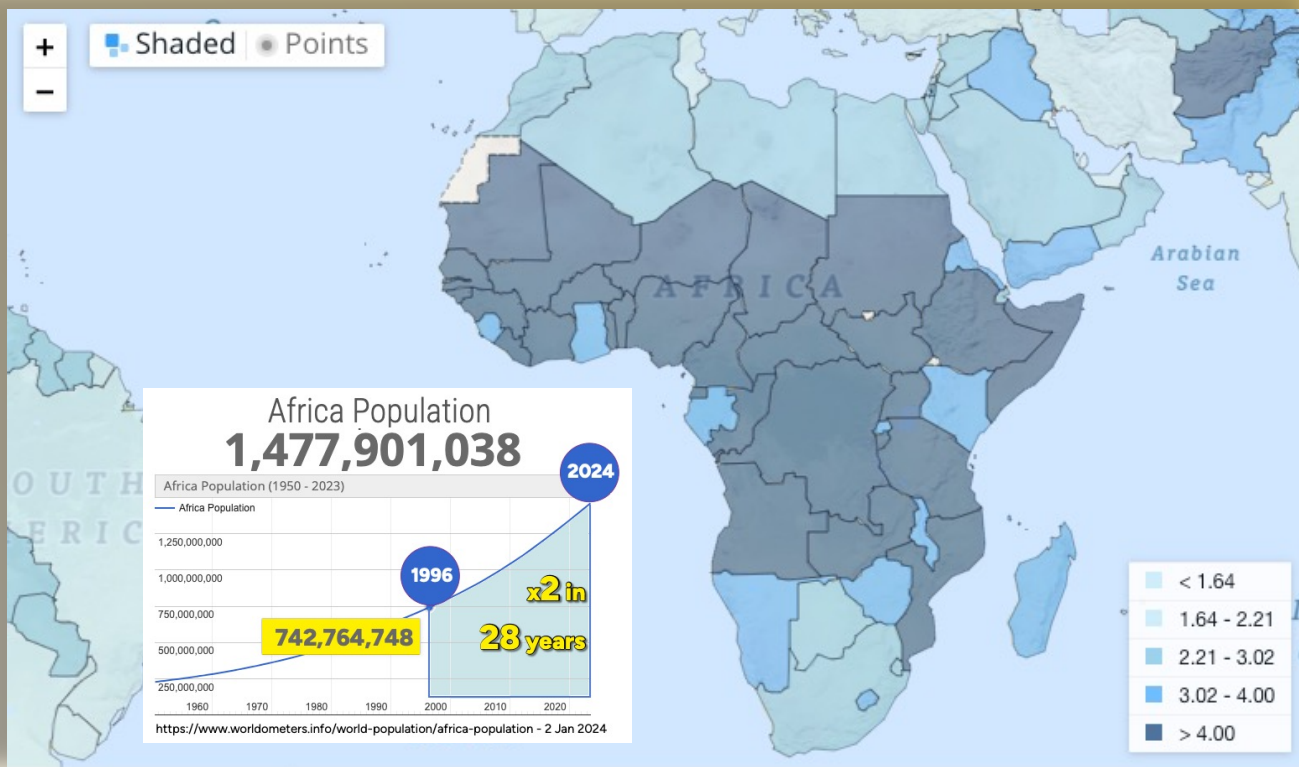 +
−
Shaded
Points
AFRICA
Arabian
Sea
OUTH
ERIC
Africa Population
1,477,901,038
2024
Africa Population (1950 - 2023)
Africa Population
1,250,000,000
1,000,000,000
1996
x2 in
750,000,000
742,764,748
28 years
500,000,000
250,000,000
1960 1970 1980 1990 2000 2010 2020
https://www.worldometers.info/world-population/africa-population - 2 Jan 2024
< 1.64
1.64 - 2.21
2.21 - 3.02
3.02 - 4.00
> 4.00